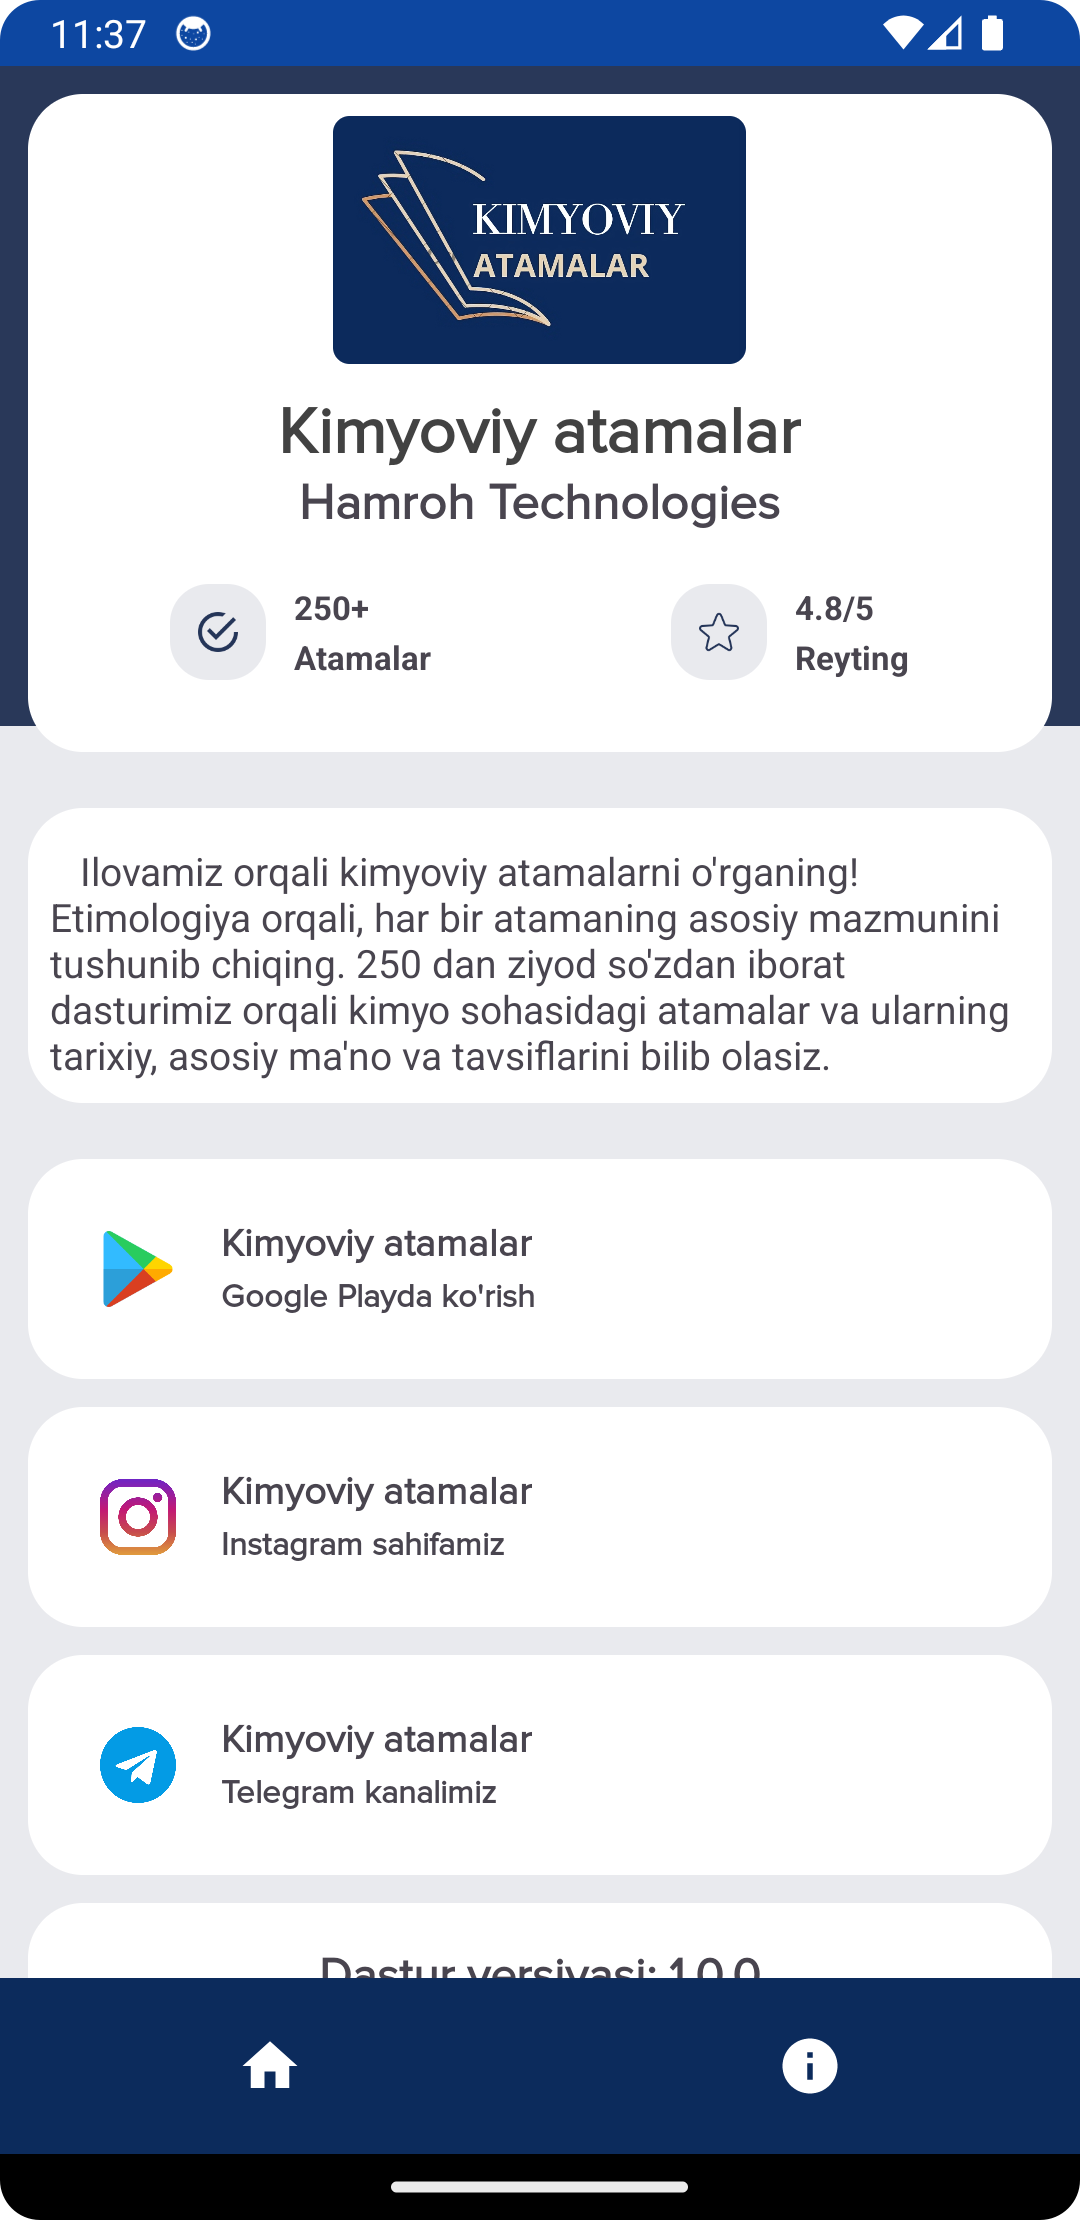 11:37
KIMYOVIY
ATAMALAR
Kimyoviy atamalar
Hamroh Technologies
250+
Atamalar
4.8/5
Reyting
Ilovamiz orqali kimyoviy atamalarni o'rganing!
Etimologiya orqali, har bir atamaning asosiy mazmunini
tushunib chiqing. 250 dan ziyod so'zdan iborat
dasturimiz orqali kimyo sohasidagi atamalar va ularning
tarixiy, asosiy ma'no va tavsiflarini bilib olasiz.
Kimyoviy atamalar
Google Playda ko'rish
Kimyoviy atamalar
Instagram sahifamiz
Kimyoviy atamalar
Telegram kanalimiz
Dastur versiyasi: 1.0.0